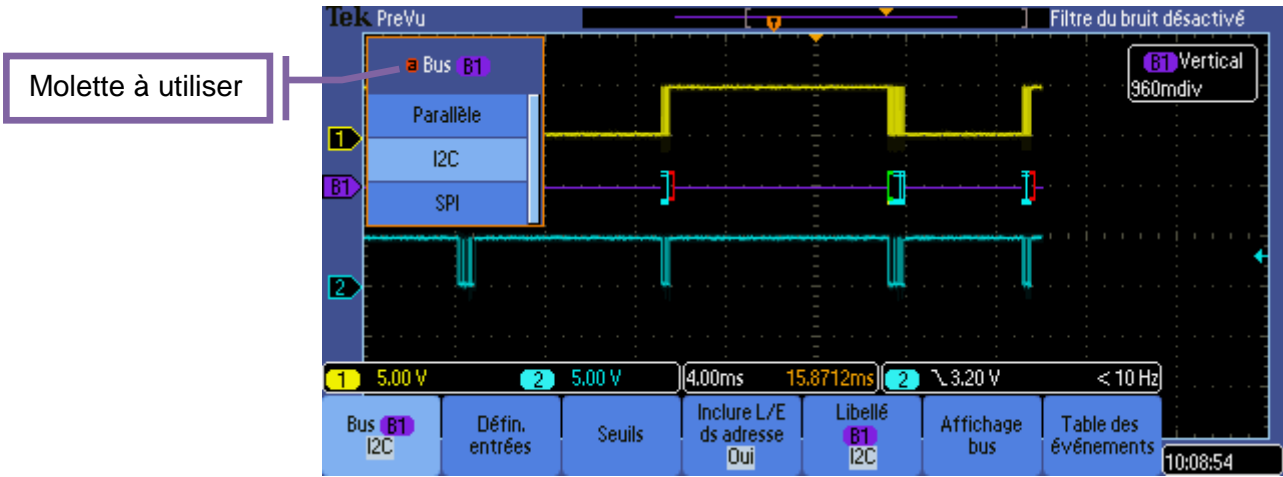 Tek PreVu
Filtre du bruit désactivé
Molette à utiliser
a Bus B1
Parallèle
I2C
SPI
B1 Vertical
960mdiv
1
B1
2
1 5.00 V
2 5.00 V
4.00ms 15.8712ms
2 3.20 V < 10 Hz
Bus B1
I2C
Défin.
entrées
Seuils
Inclure L/E
ds adresse
Oui
Libellé
B1
I2C
Affichage
bus
Table des
événements
10:08:54